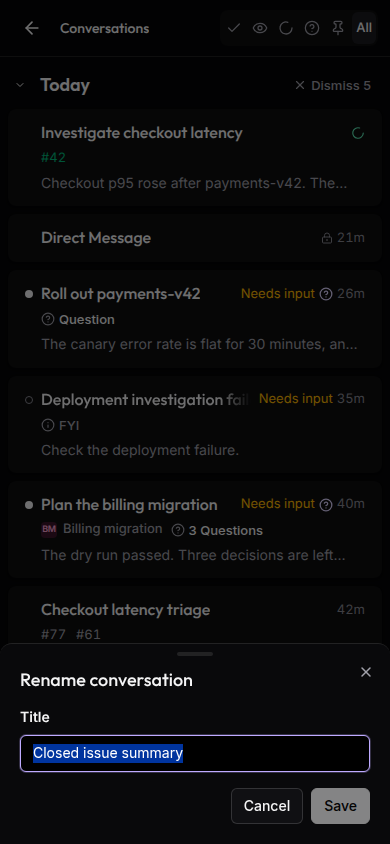 Conversations
All
Today
Dismiss 5
Investigate checkout latency
#42
Checkout p95 rose after payments-v42. The...
Direct Message
21m
Roll out payments-v42
Needs input
26m
Question
The canary error rate is flat for 30 minutes, an...
Deployment investigation fail
Needs input
35m
FYI
Check the deployment failure.
Plan the billing migration
Needs input
40m
BM Billing migration
3 Questions
The dry run passed. Three decisions are left...
Checkout latency triage
42m
#77 #61
Rename conversation
Title
Closed issue summary
Cancel
Save